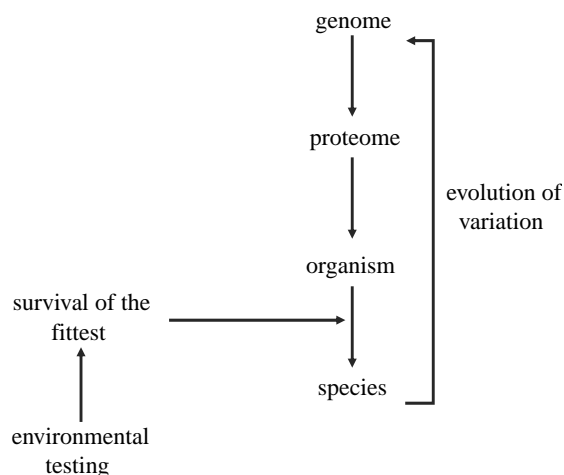 genome
proteome
evolution of
variation
organism
survival of the
fittest
species
environmental
testing